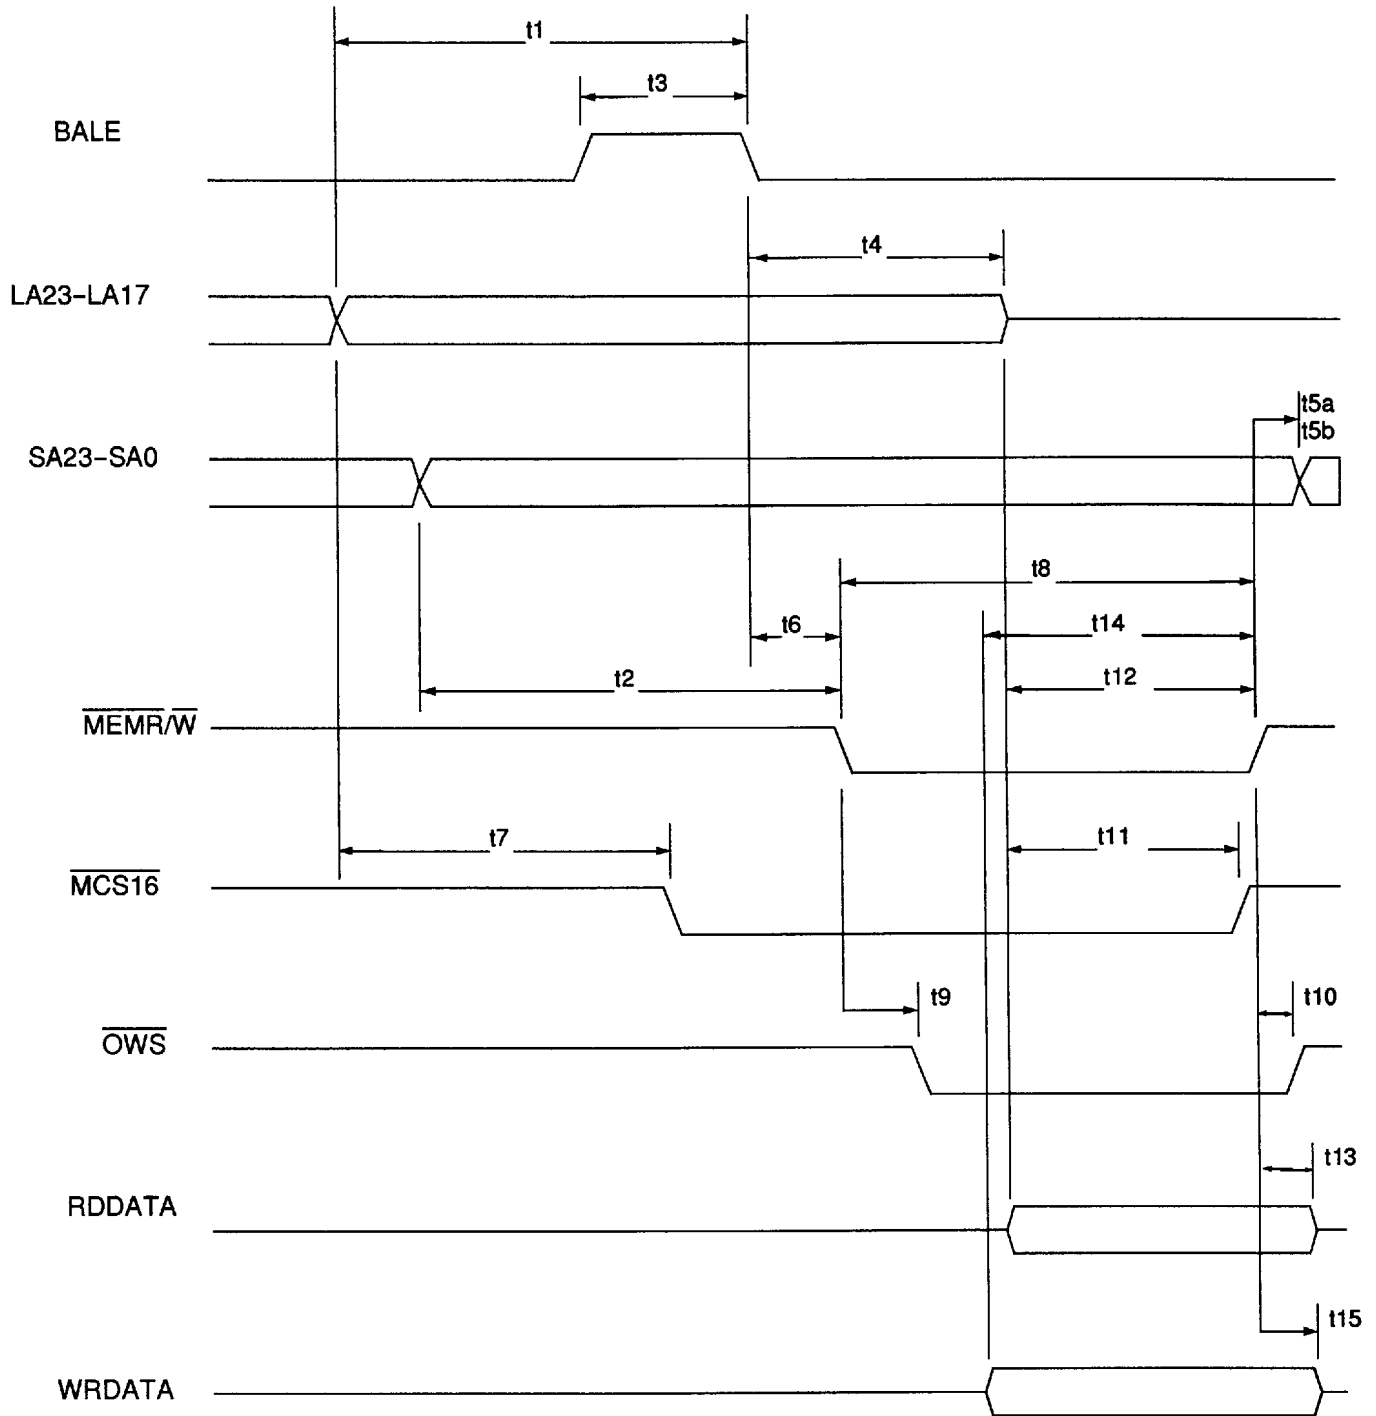 t1
t3
BALE
t4
LA23-LA17
t5a
t5b
SA23-SA0
t8
t6
t14
t2
t12
MEMR/W
t7
t11
MCS16
t9
t10
OWS
t13
RDDATA
t15
WRDATA